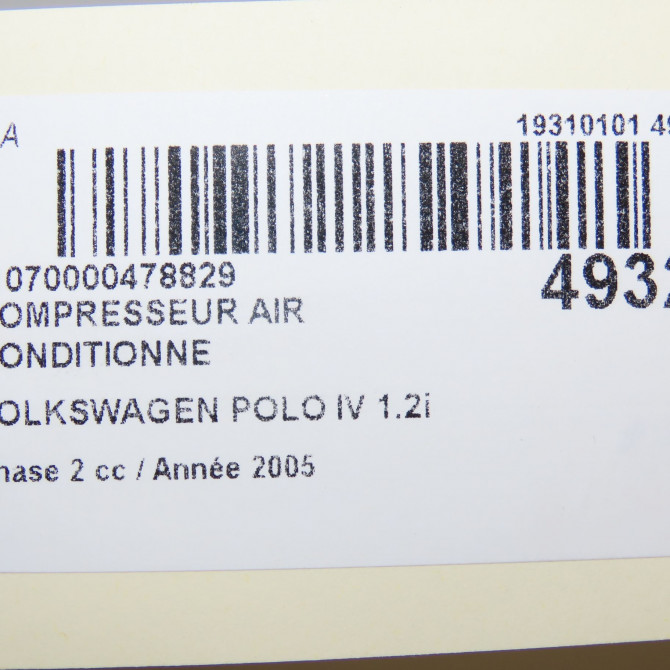 A
19310101 49
070000478829
4932
OMPRESSEUR AIR
ONDITIONNE
OLKSWAGEN POLO IV 1.2i
hase 2 cc / Année 2005